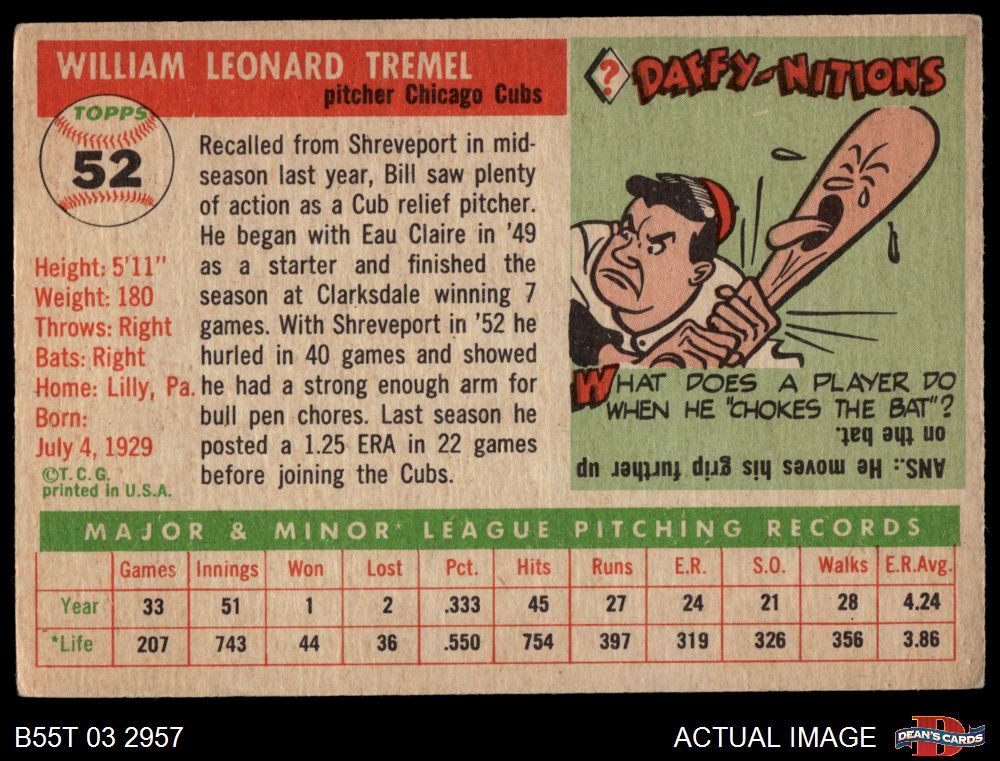 WILLIAM LEONARD TREMEL
pitcher Chicago Cubs
TOPPS
52
Height: 5'11"
Weight: 180
Throws: Right
Bats: Right
Home: Lilly, Pa.
Born:
July 4, 1929
©T.C.G.
printed in U.S.A.
Recalled from Shreveport in mid-
season last year, Bill saw plenty
of action as a Cub relief pitcher.
He began with Eau Claire in '49
as a starter and finished the
season at Clarksdale winning 7
games. With Shreveport in '52 he
hurled in 40 games and showed
he had a strong enough arm for
bull pen chores. Last season he
posted a 1.25 ERA in 22 games
before joining the Cubs.
? DAFFY-NITIONS
WHAT DOES A PLAYER DO
WHEN HE "CHOKES THE BAT"?
ANS.: He moves his grip further up
on the bat.
MAJOR & MINOR* LEAGUE PITCHING RECORDS
Games Innings Won Lost Pct. Hits Runs E.R. S.O. Walks E.R.Avg.
Year 33 51 1 2 .333 45 27 24 21 28 4.24
*Life 207 743 44 36 .550 754 397 319 326 356 3.86
B55T 03 2957
ACTUAL IMAGE
D
DEAN'S CARDS